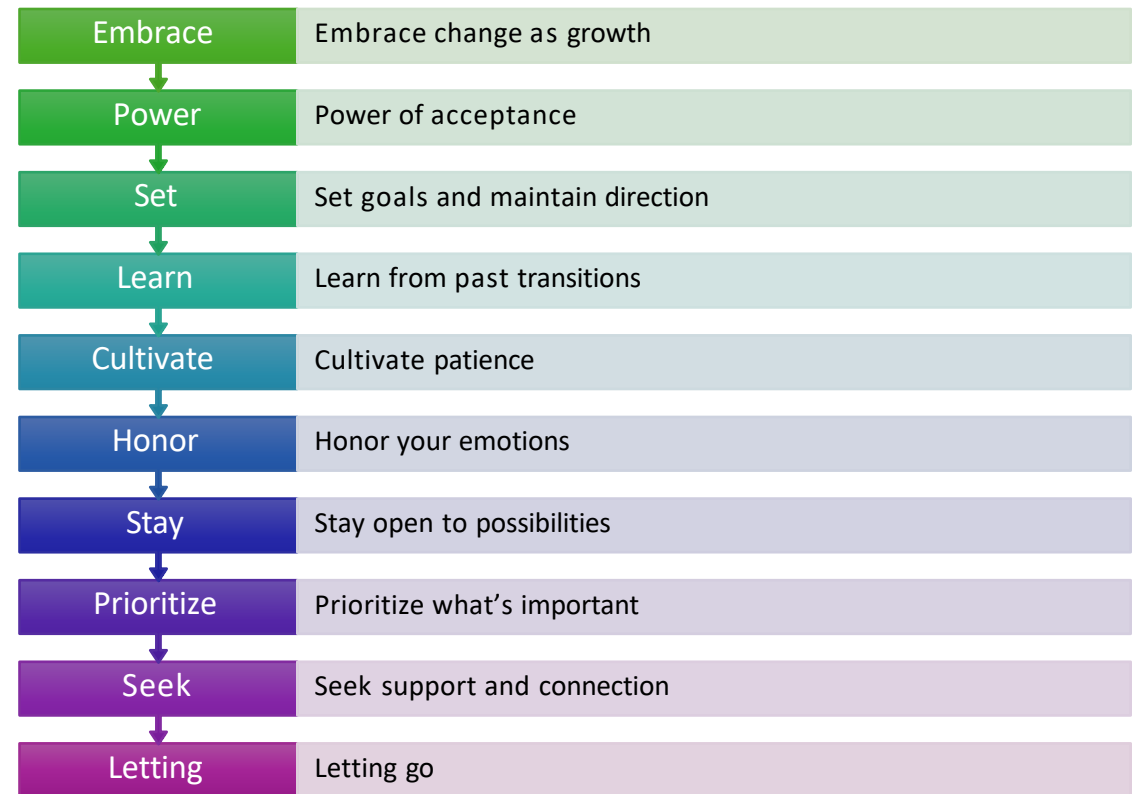 Embrace Embrace change as growth
Power Power of acceptance
Set Set goals and maintain direction
Learn Learn from past transitions
Cultivate Cultivate patience
Honor Honor your emotions
Stay Stay open to possibilities
Prioritize Prioritize what’s important
Seek Seek support and connection
Letting Letting go